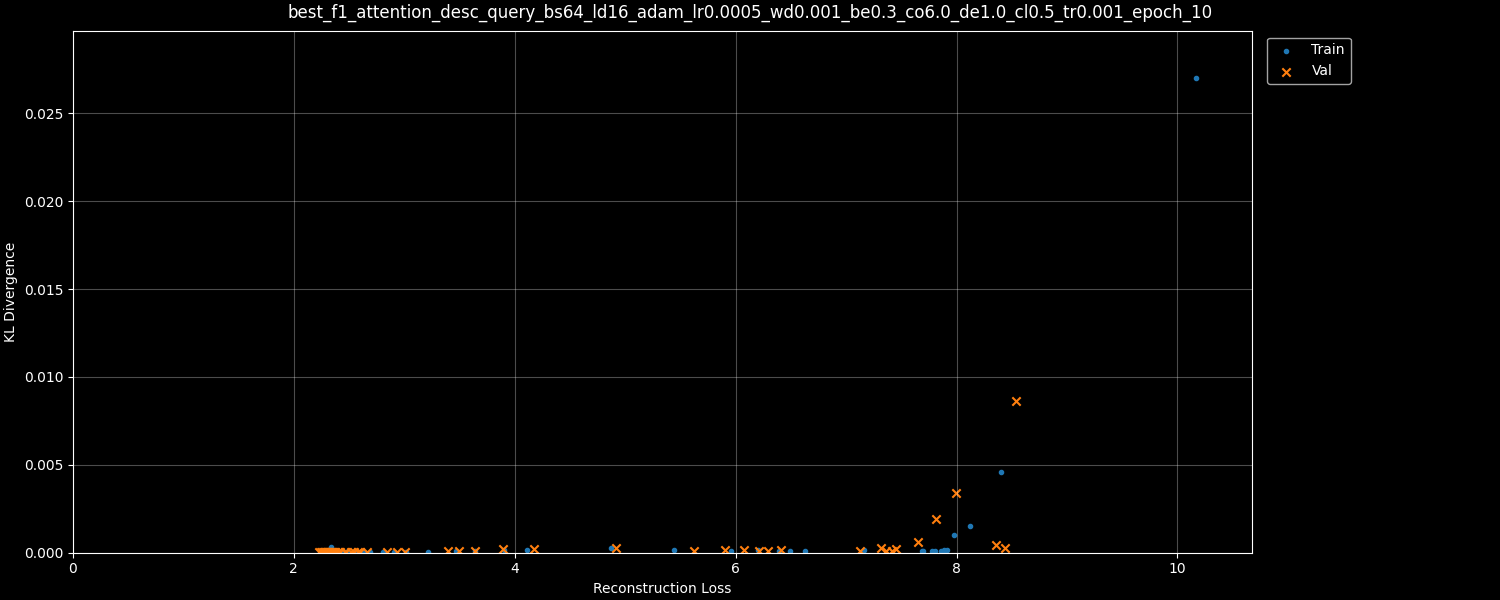 best_f1_attention_desc_query_bs64_ld16_adam_lr0.0005_wd0.001_be0.3_co6.0_de1.0_cl0.5_tr0.001_epoch_10
Train
Val
0.025
0.020
0.015
0.010
0.005
0.000
KL Divergence
0
2
4
6
8
10
Reconstruction Loss